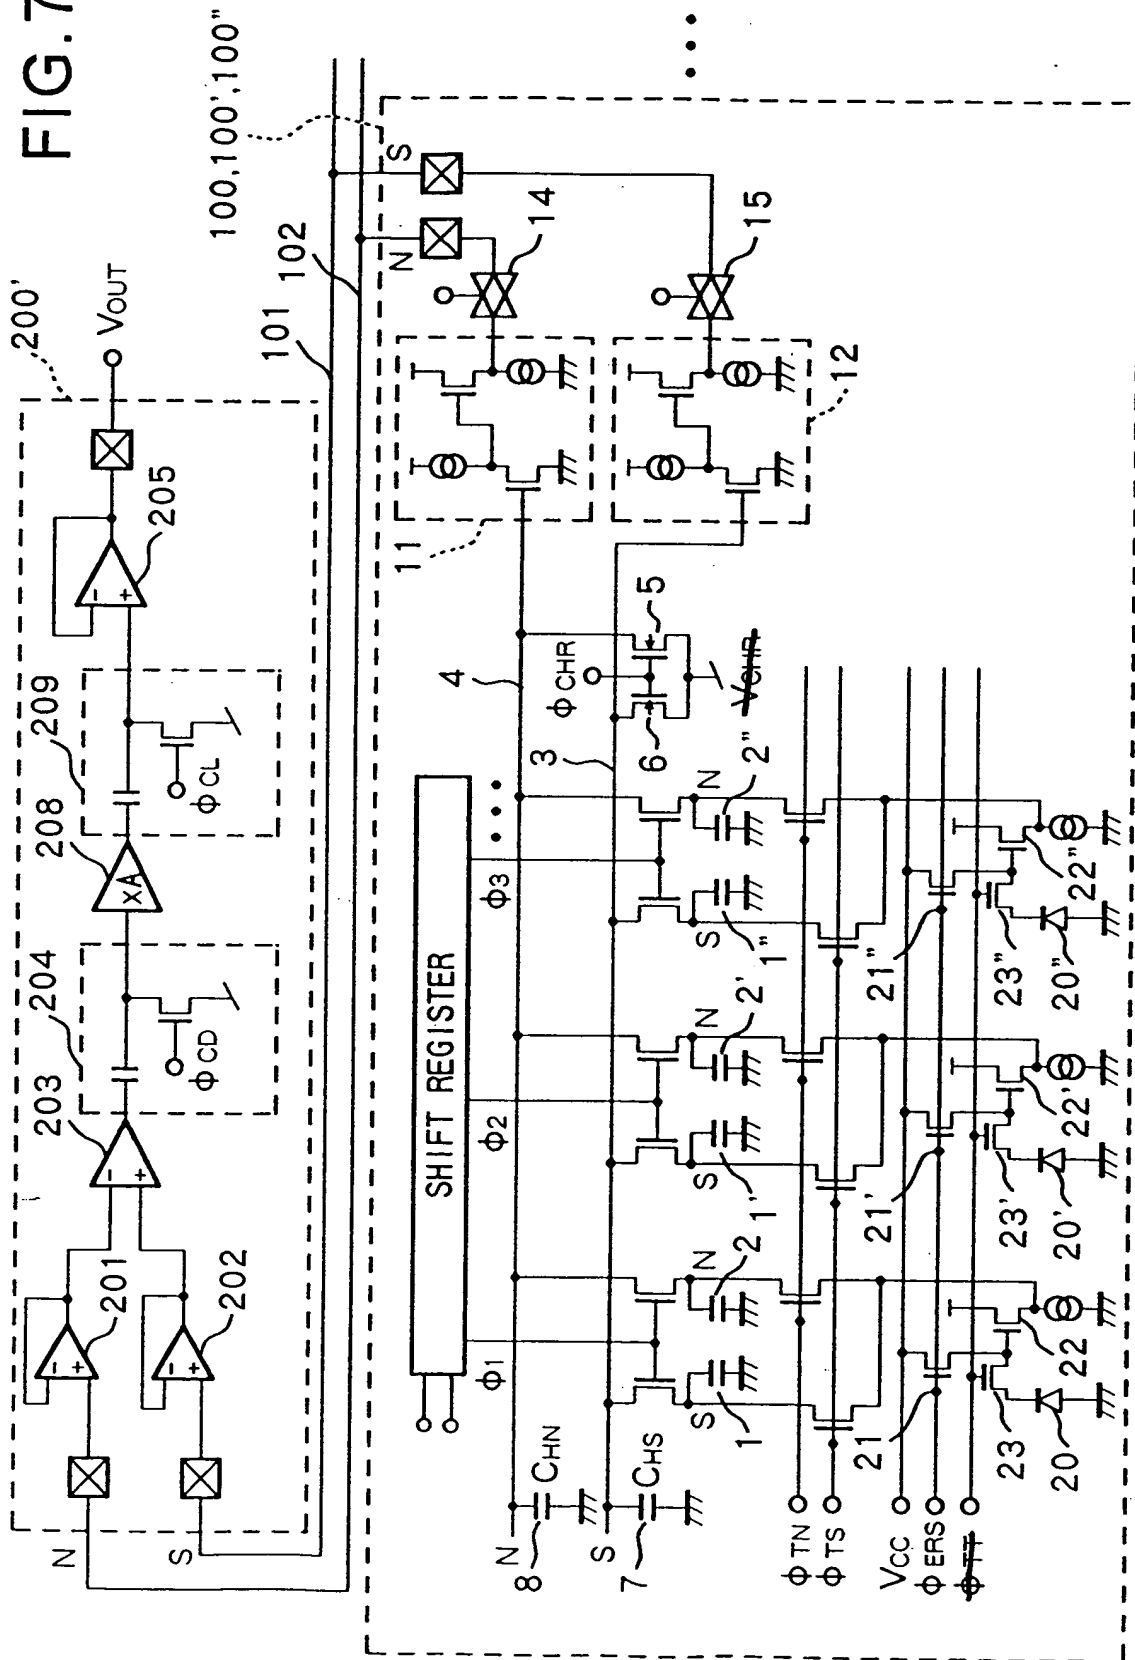 FIG. 7
200'
VOUT
205
209
208
204
203
201
202
φCL
xA
φCD
N
S
101
102
100,100',100"
S
N
14
15
11
12
SHIFT REGISTER
φ1
φ2
φ3
4
3
φCHR
5
6
VCHR
N
8
CHN
S
7
CHS
S
1
N
2
S
1'
N
2'
S
1"
N
2"
φTN
φTS
VCC
φERS
φTT
21
23
20
22
21'
23'
20'
22'
21"
23"
20"
22"